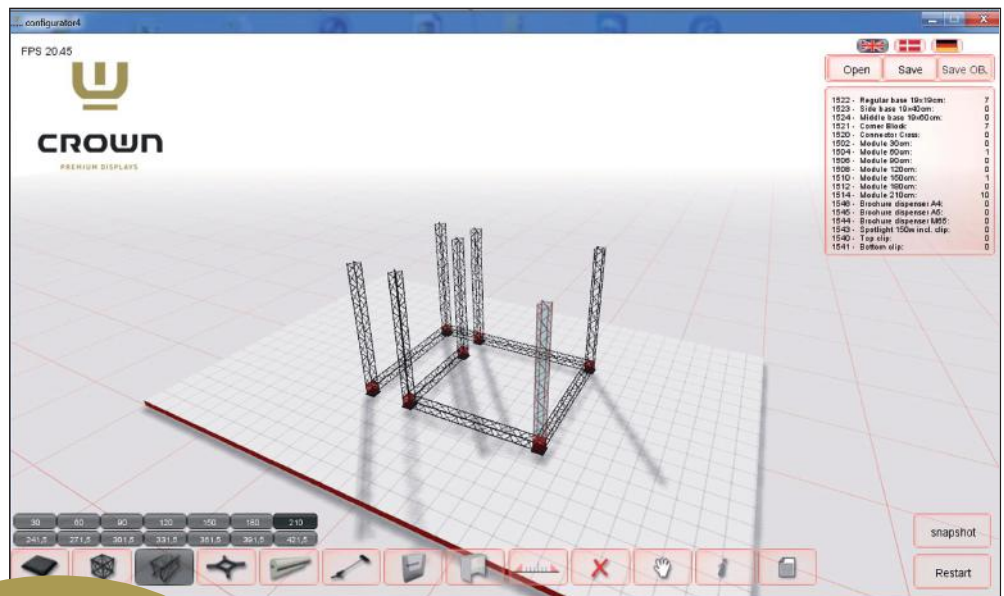 configurator4
FPS 20.45
CROWN
PREMIUM DISPLAYS
Open Save Save OB.
1522 - Regular base 19x19cm: 7
1523 - Side base 19x40cm: 0
1524 - Middle base 19x60cm: 0
1521 - Corner Block: 7
1520 - Connector Cross: 0
1502 - Module 30cm: 0
1504 - Module 60cm: 1
1506 - Module 90cm: 0
1508 - Module 120cm: 0
1510 - Module 150cm: 1
1512 - Module 180cm: 0
1514 - Module 210cm: 10
1546 - Brochure dispenser A4: 0
1545 - Brochure dispenser A5: 0
1544 - Brochure dispenser M65: 0
1543 - Spotlight 150w incl. clip: 0
1540 - Top clip: 0
1541 - Bottom clip: 0
30 60 90 120 150 180 210
241,5 271,5 301,5 331,5 361,5 391,5 421,5
snapshot
Restart